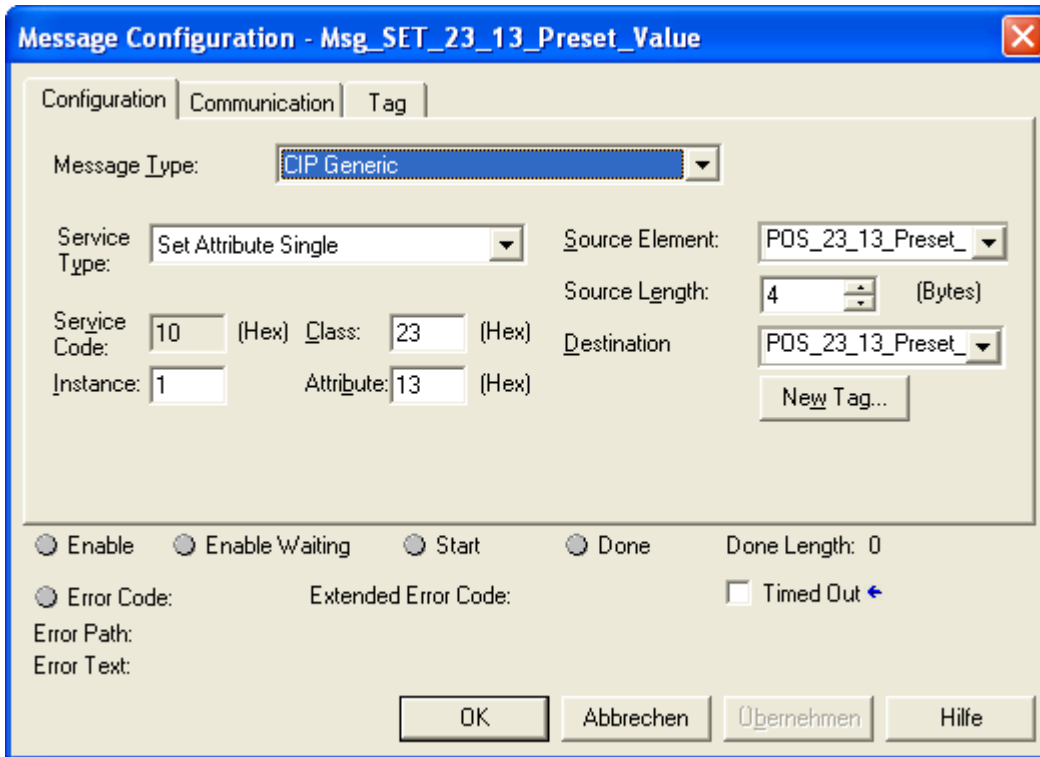 Message Configuration - Msg_SET_23_13_Preset_Value
Configuration Communication Tag
Message Type: CIP Generic
Service Type: Set Attribute Single Source Element: POS_23_13_Preset_
Source Length: 4 (Bytes)
Service Code: 10 (Hex) Class: 23 (Hex) Destination POS_23_13_Preset_
Instance: 1 Attribute: 13 (Hex) New Tag...
Enable Enable Waiting Start Done Done Length: 0
Error Code: Extended Error Code: Timed Out
Error Path:
Error Text:
OK Abbrechen Übernehmen Hilfe